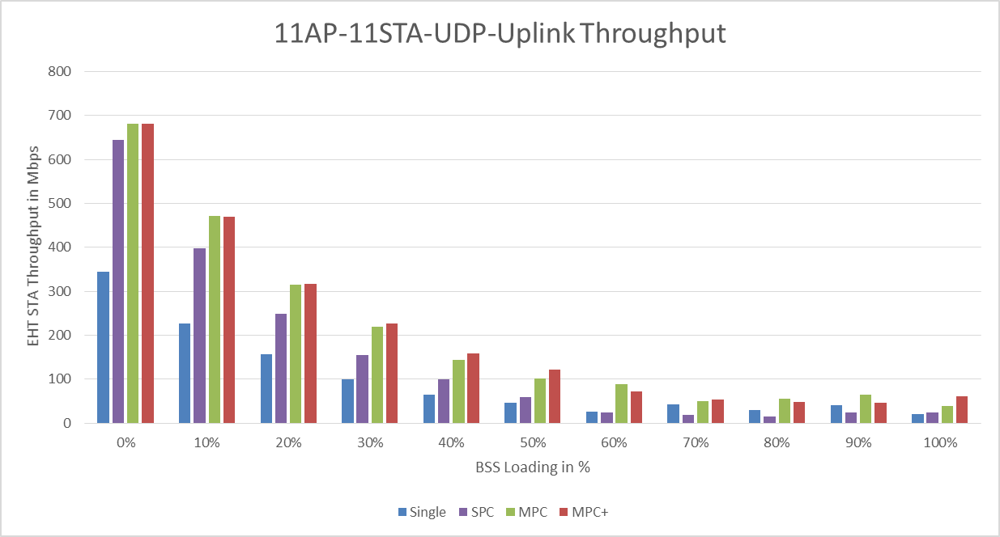 11AP-11STA-UDP-Uplink Throughput
EHT STA Throughput in Mbps
800
700
600
500
400
300
200
100
0
0% 10% 20% 30% 40% 50% 60% 70% 80% 90% 100%
BSS Loading in %
Single SPC MPC MPC+